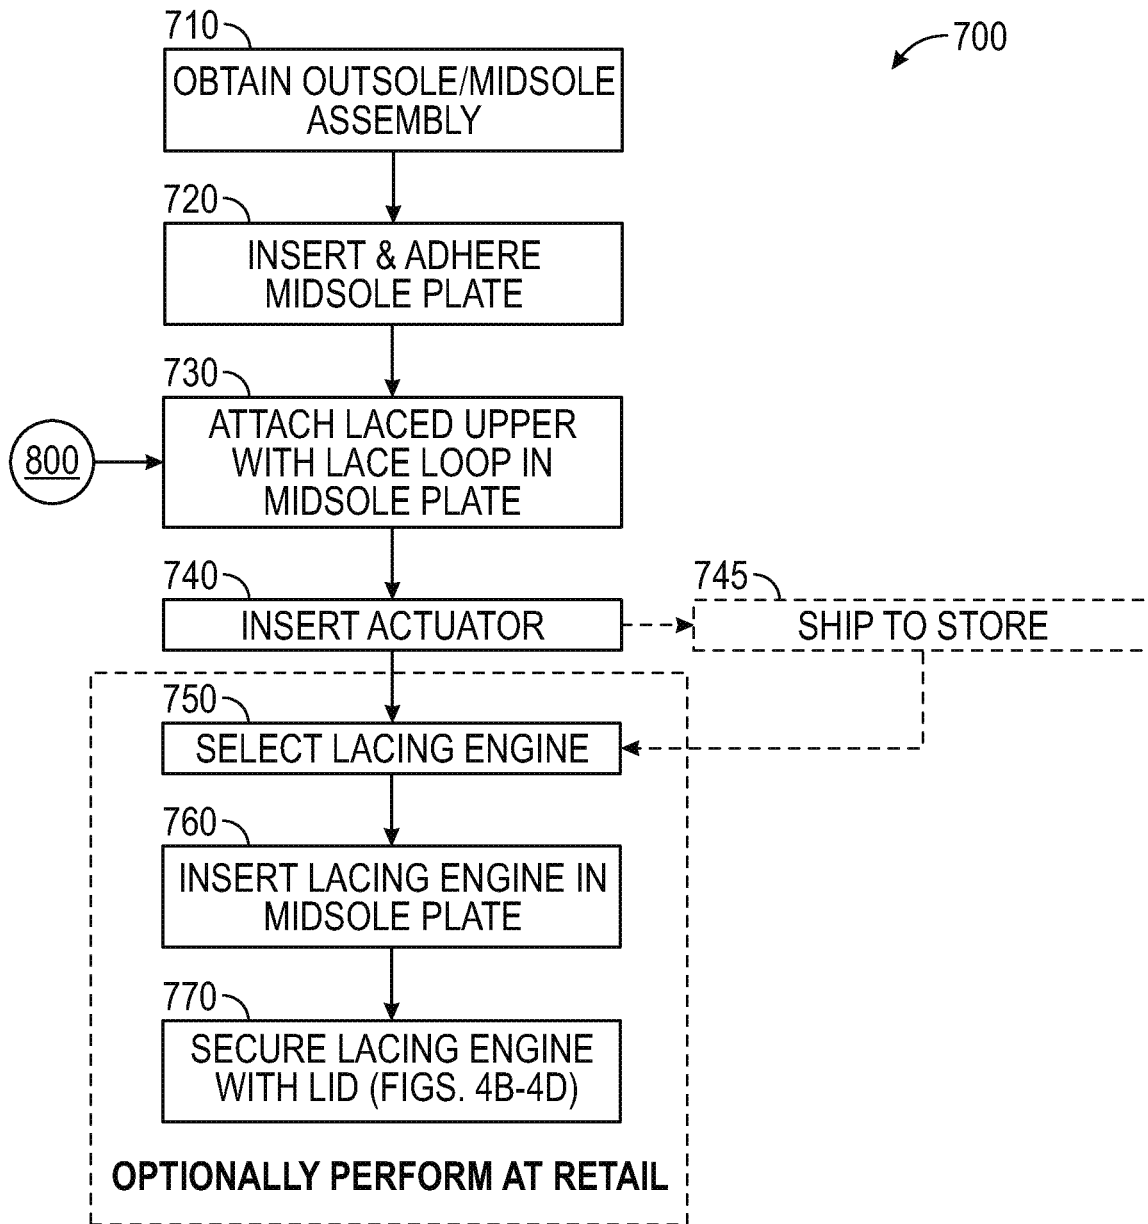 700
710
OBTAIN OUTSOLE/MIDSOLE
ASSEMBLY
720
INSERT & ADHERE
MIDSOLE PLATE
730
ATTACH LACED UPPER
WITH LACE LOOP IN
MIDSOLE PLATE
800
740
INSERT ACTUATOR
745
SHIP TO STORE
750
SELECT LACING ENGINE
760
INSERT LACING ENGINE IN
MIDSOLE PLATE
770
SECURE LACING ENGINE
WITH LID (FIGS. 4B-4D)
OPTIONALLY PERFORM AT RETAIL